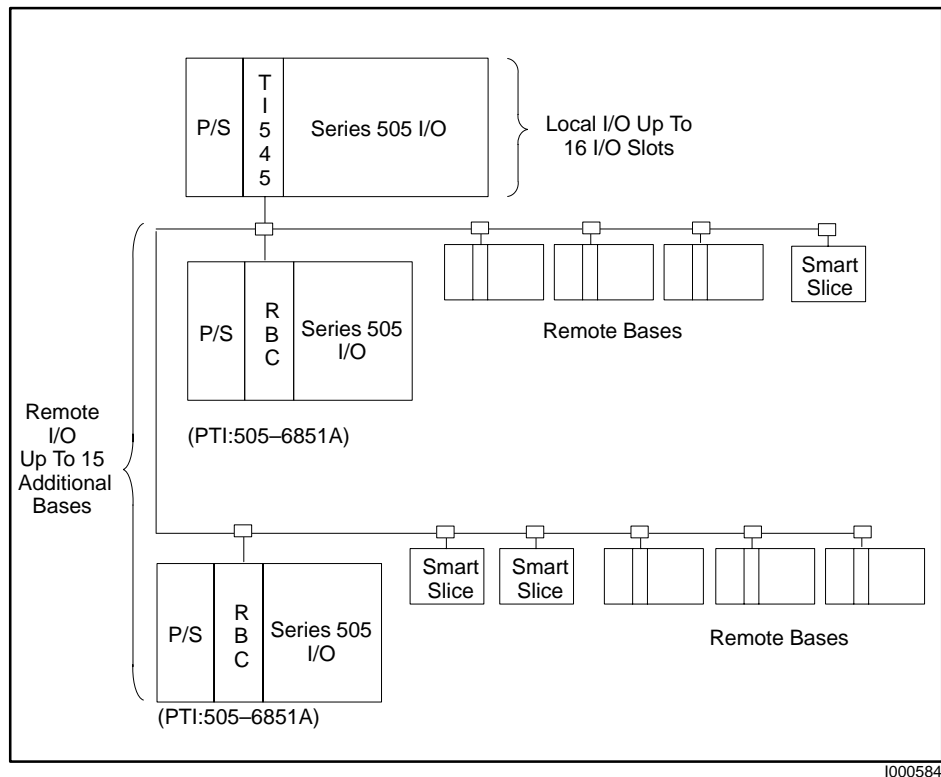 P/S
T
I
5
4
5
Series 505 I/O
Local I/O Up To
16 I/O Slots
P/S
R
B
C
Series 505
I/O
Smart
Slice
Remote Bases
(PTI:505–6851A)
Remote
I/O
Up To 15
Additional
Bases
P/S
R
B
C
Series 505
I/O
Smart
Slice
Smart
Slice
Remote Bases
(PTI:505–6851A)
I000584